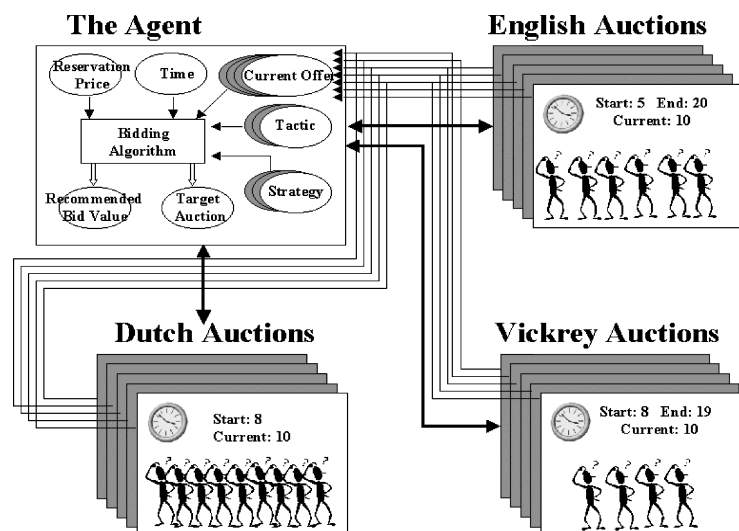 The Agent
Reservation
Price
Time
Current Offer
Bidding
Algorithm
Tactic
Strategy
Recommended
Bid Value
Target
Auction
English Auctions
Start: 5 End: 20
Current: 10
? ? ? ? ? ?
Dutch Auctions
Start: 8
Current: 10
? ? ? ? ? ? ? ? ?
Vickrey Auctions
Start: 8 End: 19
Current: 10
? ? ? ?